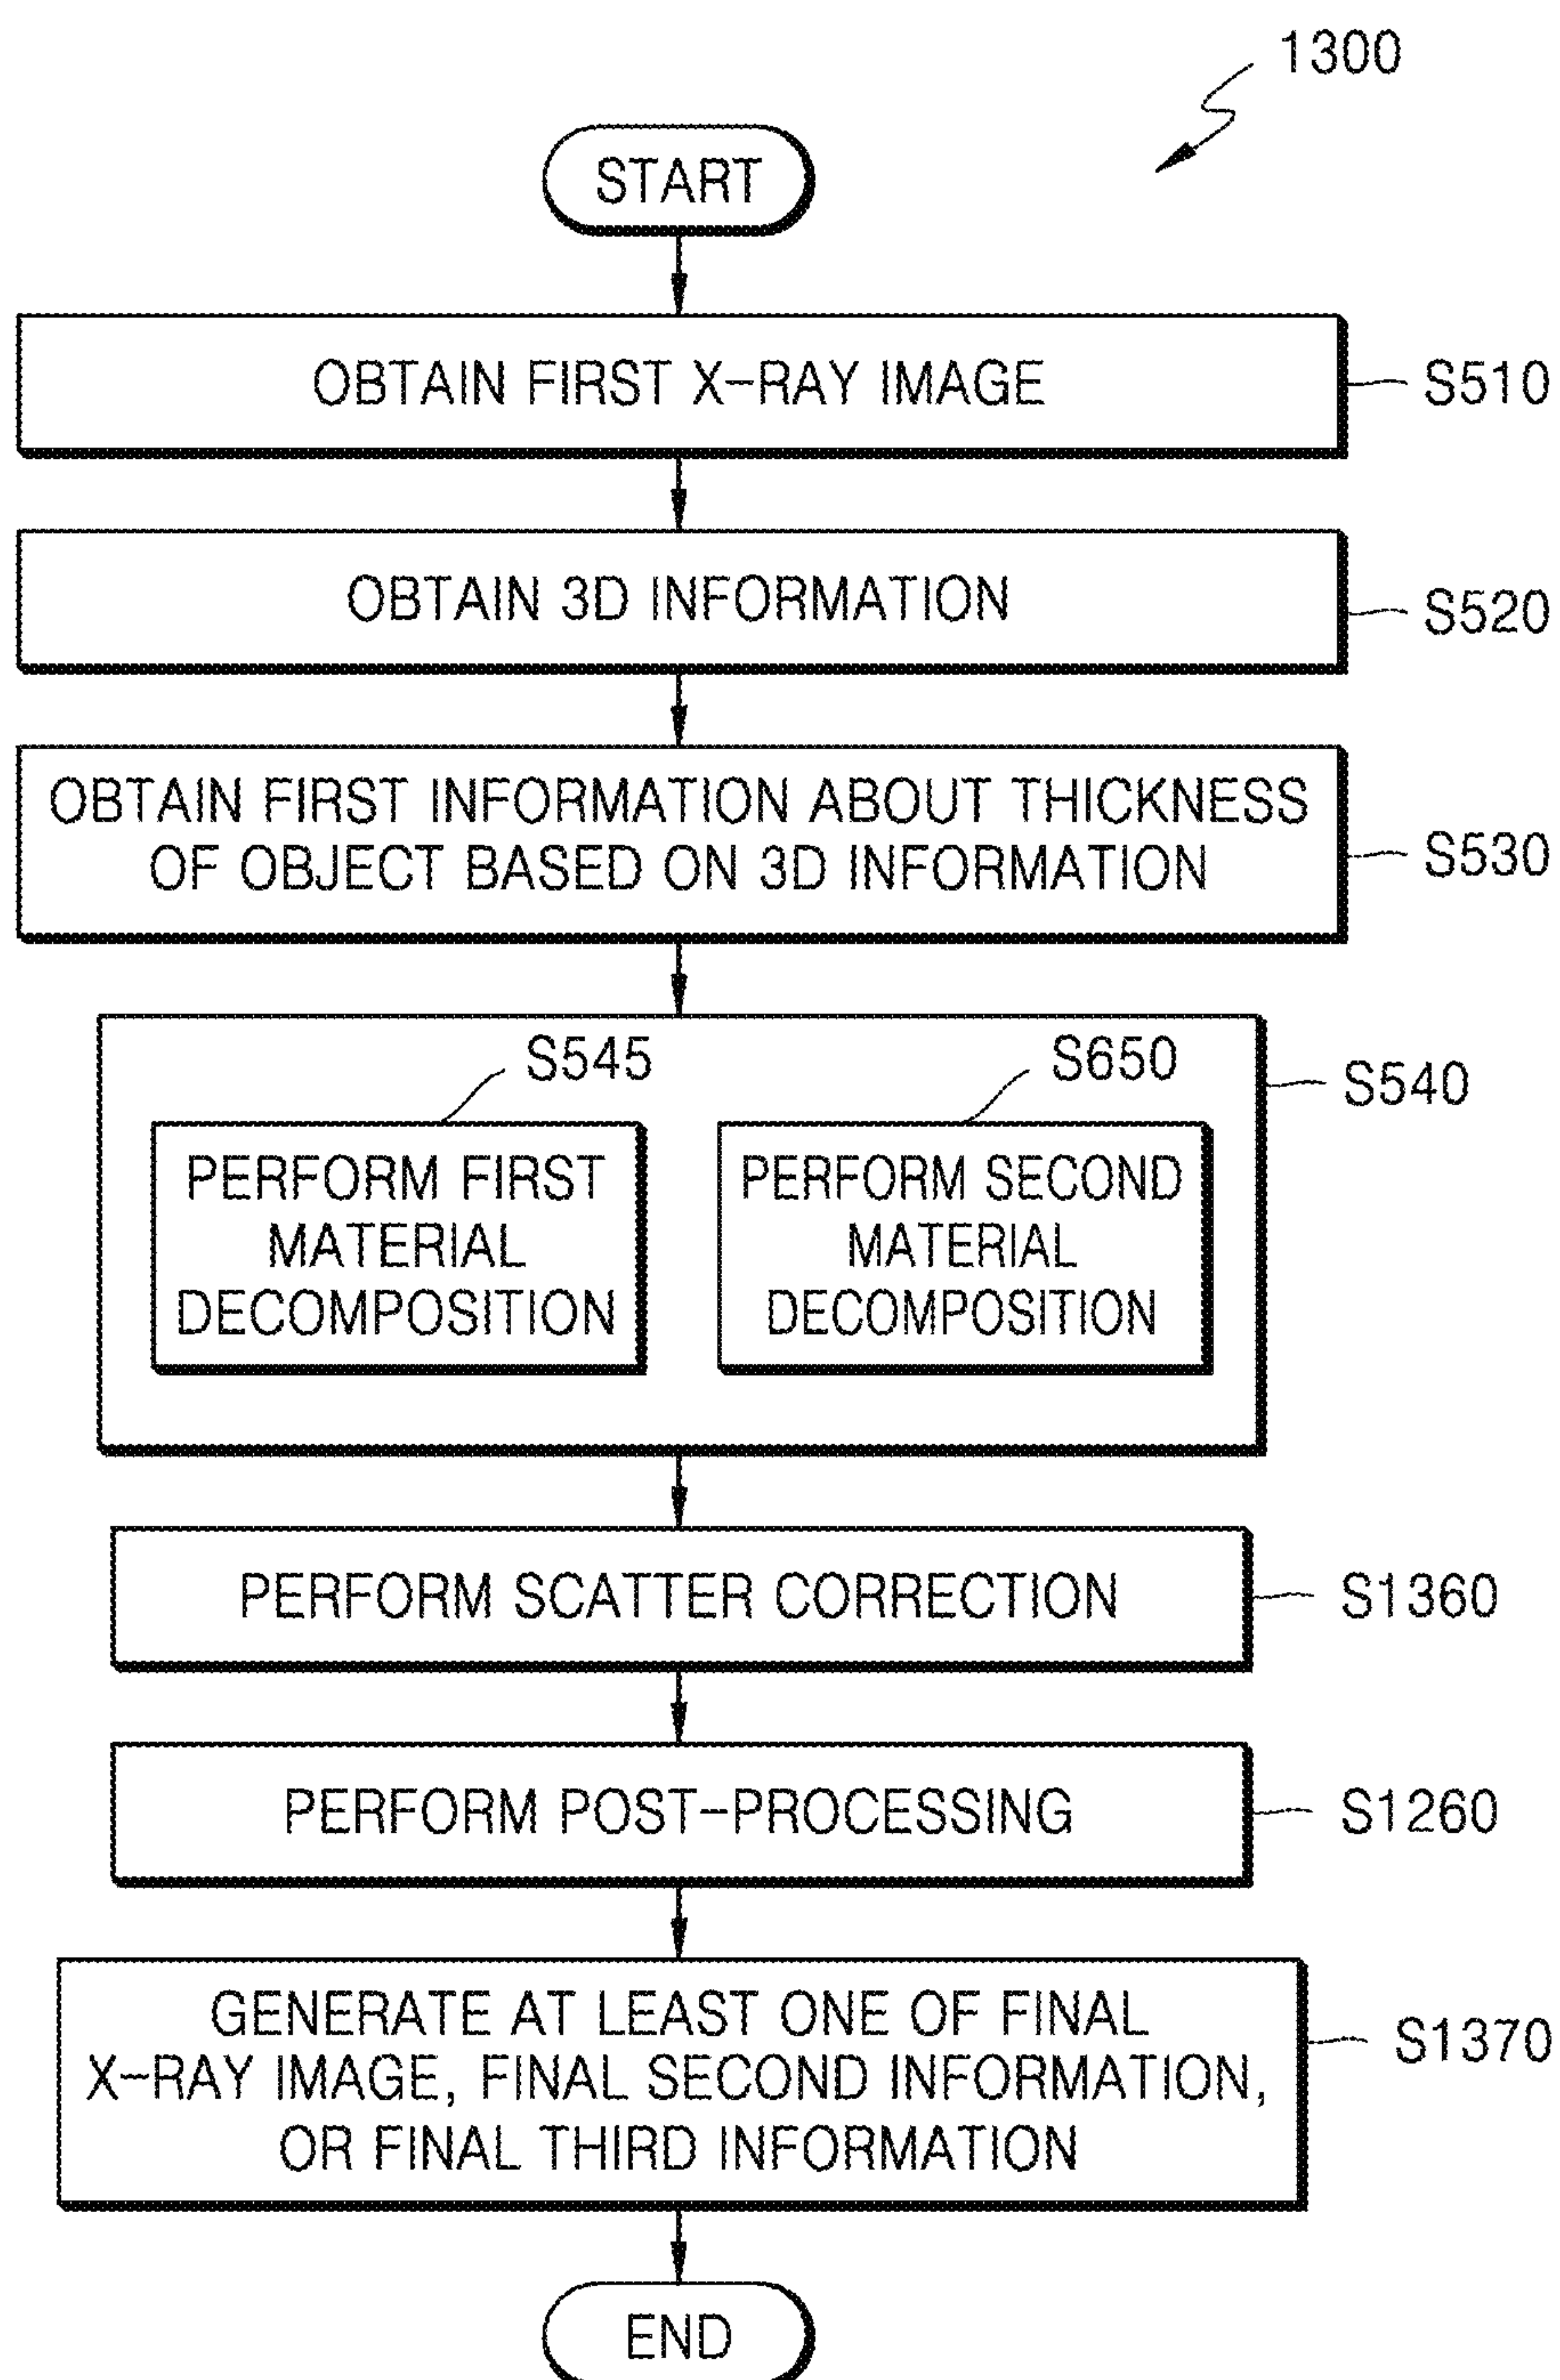 1300
START
OBTAIN FIRST X-RAY IMAGE
S510
OBTAIN 3D INFORMATION
S520
OBTAIN FIRST INFORMATION ABOUT THICKNESS
OF OBJECT BASED ON 3D INFORMATION
S530
S540
S545
PERFORM FIRST
MATERIAL
DECOMPOSITION
S650
PERFORM SECOND
MATERIAL
DECOMPOSITION
PERFORM SCATTER CORRECTION
S1360
PERFORM POST-PROCESSING
S1260
GENERATE AT LEAST ONE OF FINAL
X-RAY IMAGE, FINAL SECOND INFORMATION,
OR FINAL THIRD INFORMATION
S1370
END